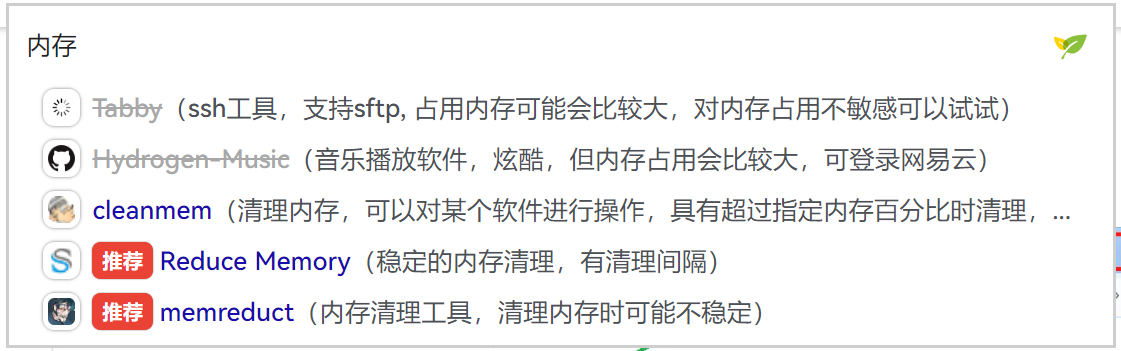 内存
Tabby（ssh工具，支持sftp, 占用内存可能会比较大，对内存占用不敏感可以试试）
Hydrogen-Music（音乐播放软件，炫酷，但内存占用会比较大，可登录网易云）
cleanmem（清理内存，可以对某个软件进行操作，具有超过指定内存百分比时清理，...
推荐 Reduce Memory（稳定的内存清理，有清理间隔）
推荐 memreduct（内存清理工具，清理内存时可能不稳定）